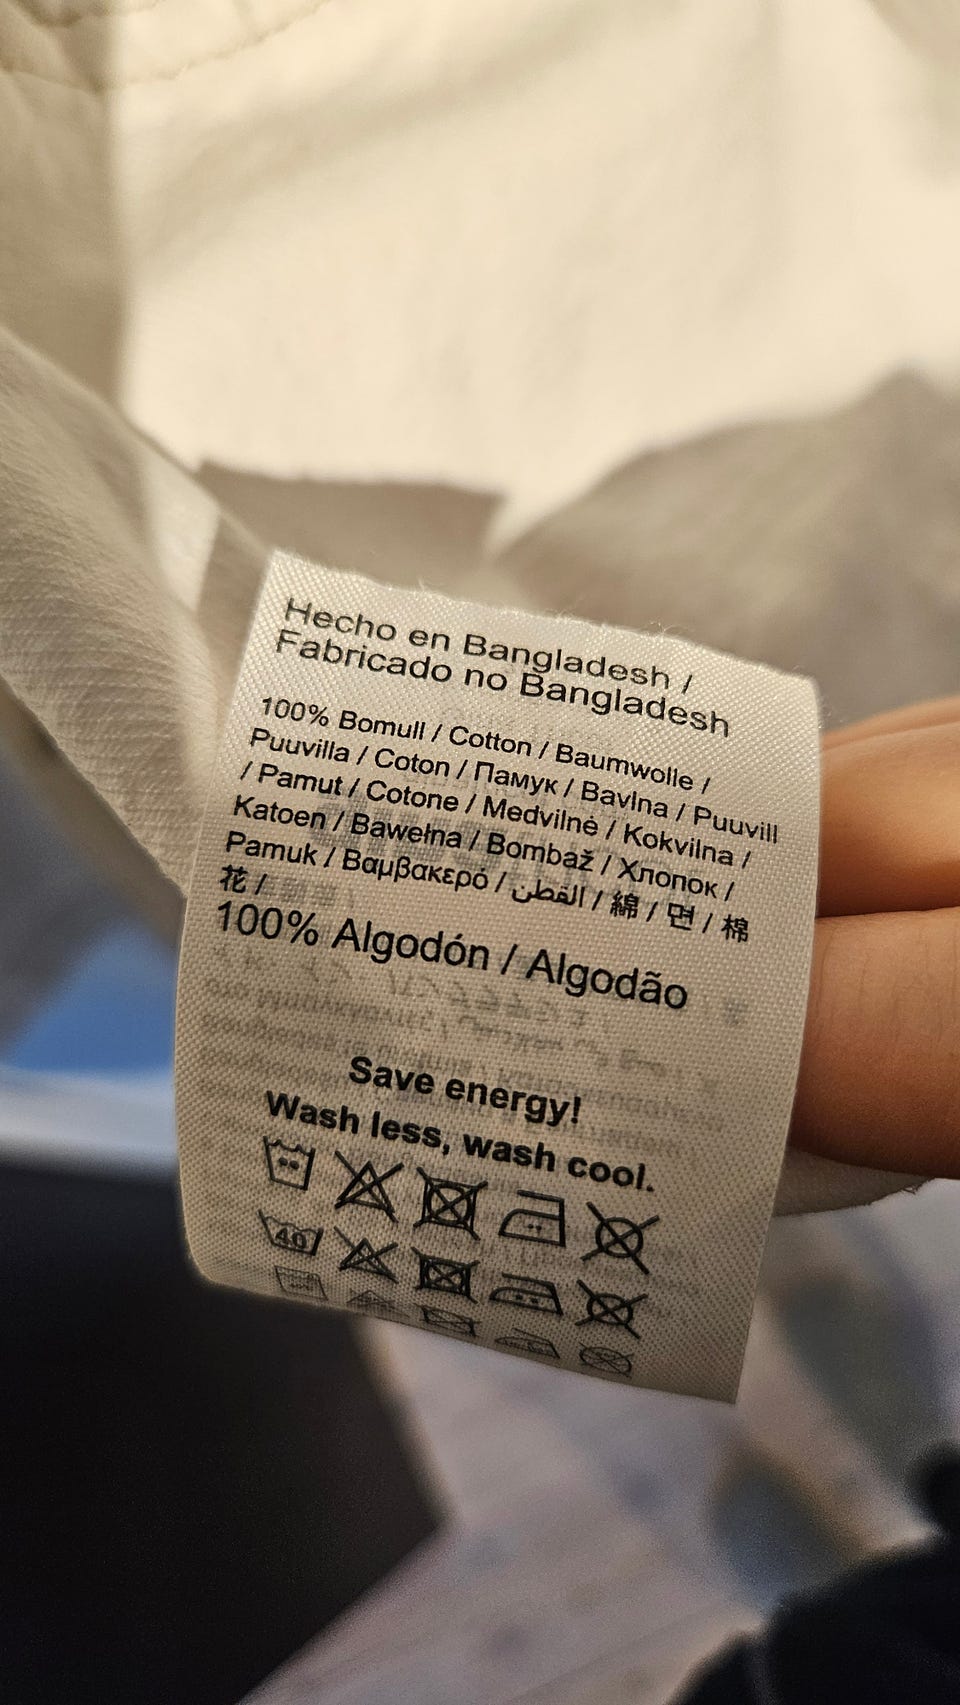 Hecho en Bangladesh /
Fabricado no Bangladesh
100% Bomull / Cotton / Baumwolle /
Puuvilla / Coton / Памук / Bavlna / Puuvill
/ Pamut / Cotone / Medvilnė / Kokvilna /
Katoen / Bawełna / Bombaž / Хлопок /
Pamuk / Βαμβακερό / القطن / 綿 / 면 / 棉
花 /
100% Algodón / Algodão
Save energy!
Wash less, wash cool.
40